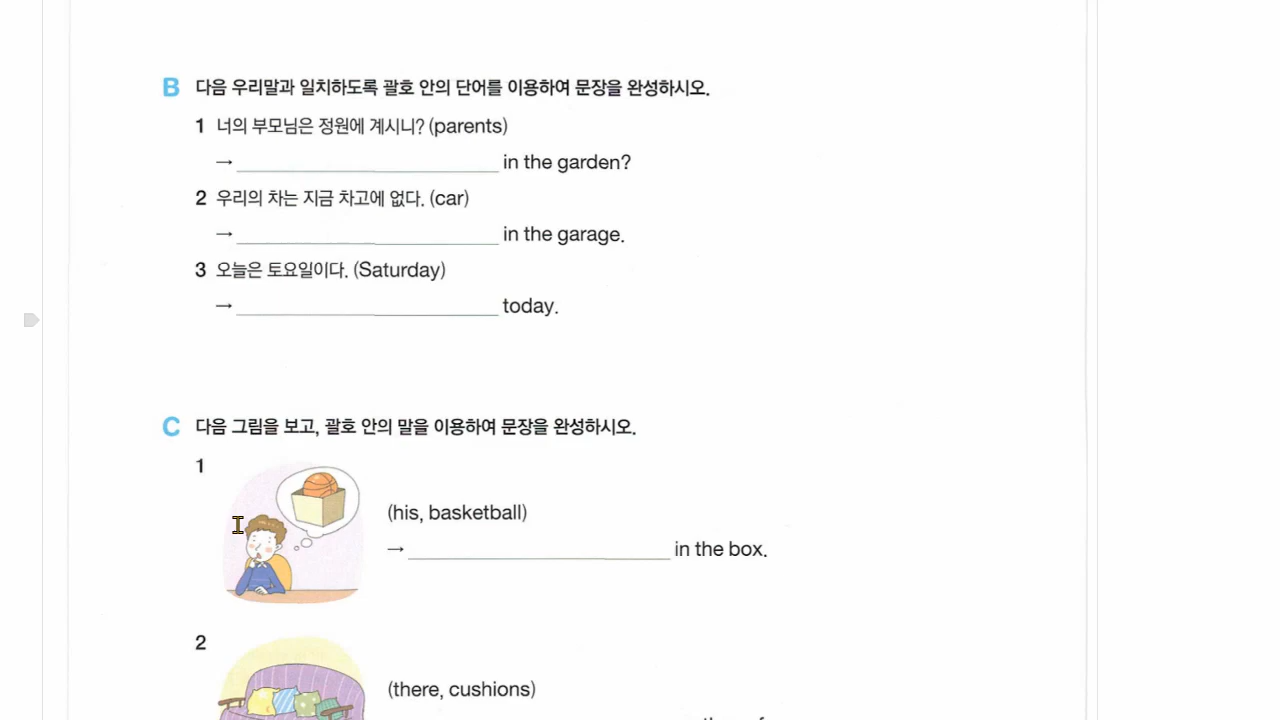 B 다음 우리말과 일치하도록 괄호 안의 단어를 이용하여 문장을 완성하시오.
1 너의 부모님은 정원에 계시니? (parents)
→ ______________________ in the garden?
2 우리의 차는 지금 차고에 없다. (car)
→ ______________________ in the garage.
3 오늘은 토요일이다. (Saturday)
→ ______________________ today.
C 다음 그림을 보고, 괄호 안의 말을 이용하여 문장을 완성하시오.
1
(his, basketball)
→ ______________________ in the box.
2
(there, cushions)